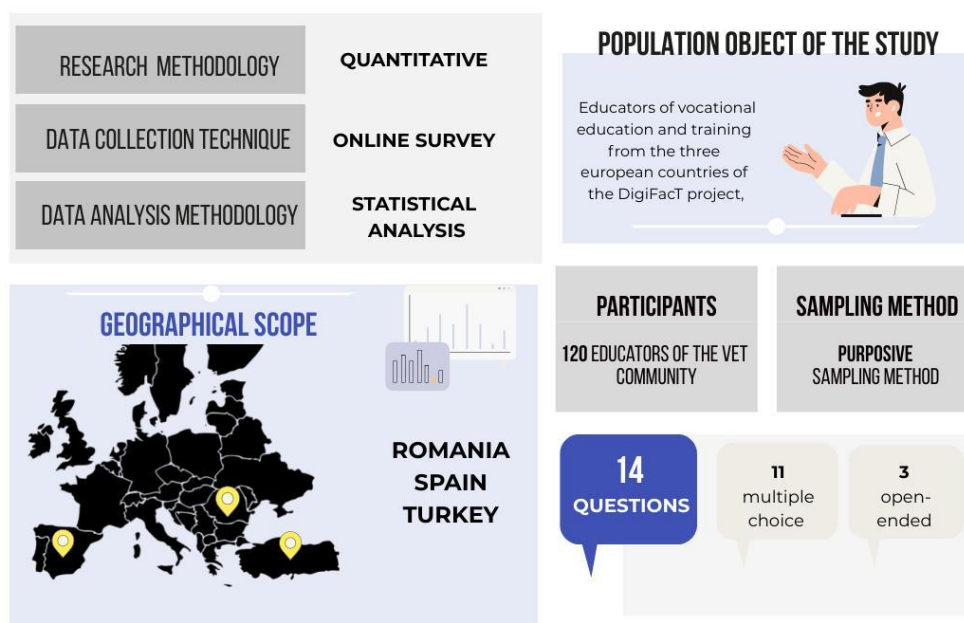 RESEARCH METHODOLOGY
QUANTITATIVE
DATA COLLECTION TECHNIQUE
ONLINE SURVEY
DATA ANALYSIS METHODOLOGY
STATISTICAL
ANALYSIS
POPULATION OBJECT OF THE STUDY
Educators of vocational
education and training
from the three
european countries of
the DigiFacT project,
GEOGRAPHICAL SCOPE
ROMANIA
SPAIN
TURKEY
PARTICIPANTS
120 EDUCATORS OF THE VET
COMMUNITY
SAMPLING METHOD
PURPOSIVE
SAMPLING METHOD
14
QUESTIONS
11
multiple
choice
3
open-
ended